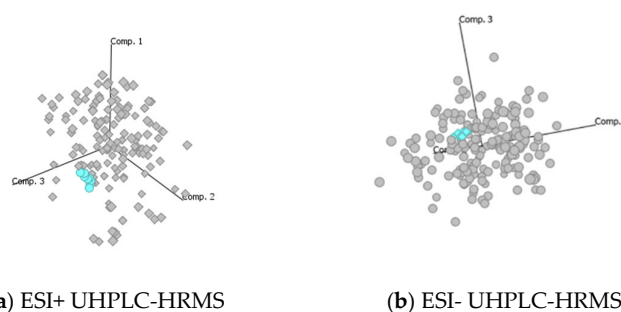 Comp. 1
Comp. 3
Comp. 2
Comp. 3
Comp.
a) ESI+ UHPLC-HRMS
(b) ESI- UHPLC-HRMS